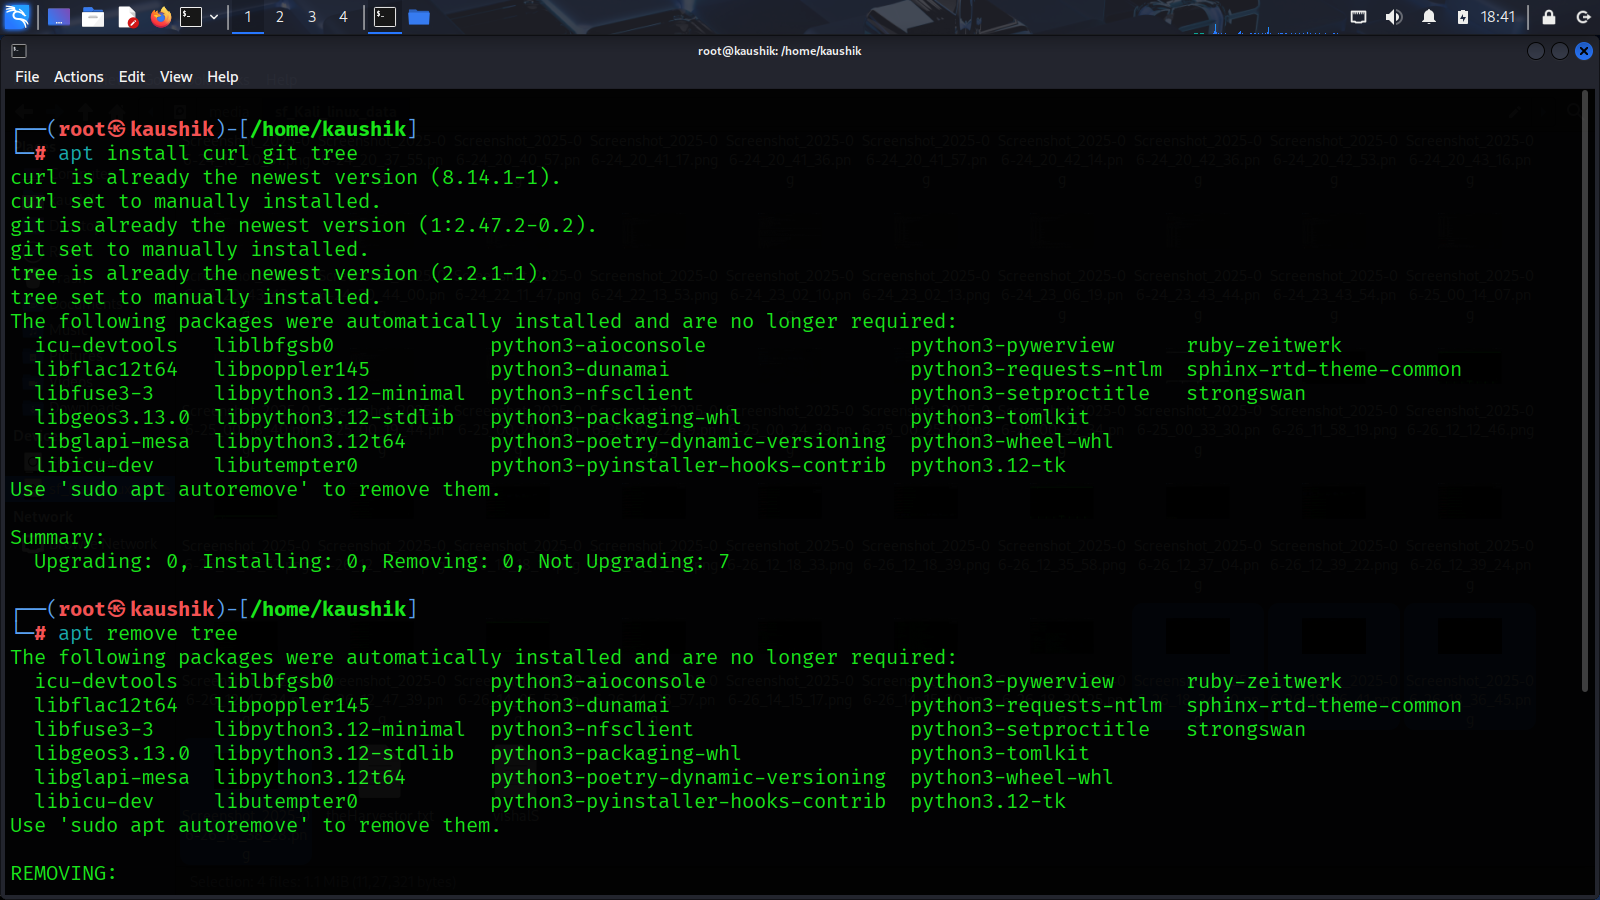 1 2 3 4
18:41
root@kaushik: /home/kaushik
File Actions Edit View Help
┌──(root㉿kaushik)-[/home/kaushik]
└─# apt install curl git tree
curl is already the newest version (8.14.1-1).
curl set to manually installed.
git is already the newest version (1:2.47.2-0.2).
git set to manually installed.
tree is already the newest version (2.2.1-1).
tree set to manually installed.
The following packages were automatically installed and are no longer required:
icu-devtools liblbfgsb0 python3-aioconsole python3-pywerview ruby-zeitwerk
libflac12t64 libpoppler145 python3-dunamai python3-requests-ntlm sphinx-rtd-theme-common
libfuse3-3 libpython3.12-minimal python3-nfsclient python3-setproctitle strongswan
libgeos3.13.0 libpython3.12-stdlib python3-packaging-whl python3-tomlkit
libglapi-mesa libpython3.12t64 python3-poetry-dynamic-versioning python3-wheel-whl
libicu-dev libutempter0 python3-pyinstaller-hooks-contrib python3.12-tk
Use 'sudo apt autoremove' to remove them.
Summary:
Upgrading: 0, Installing: 0, Removing: 0, Not Upgrading: 7
┌──(root㉿kaushik)-[/home/kaushik]
└─# apt remove tree
The following packages were automatically installed and are no longer required:
icu-devtools liblbfgsb0 python3-aioconsole python3-pywerview ruby-zeitwerk
libflac12t64 libpoppler145 python3-dunamai python3-requests-ntlm sphinx-rtd-theme-common
libfuse3-3 libpython3.12-minimal python3-nfsclient python3-setproctitle strongswan
libgeos3.13.0 libpython3.12-stdlib python3-packaging-whl python3-tomlkit
libglapi-mesa libpython3.12t64 python3-poetry-dynamic-versioning python3-wheel-whl
libicu-dev libutempter0 python3-pyinstaller-hooks-contrib python3.12-tk
Use 'sudo apt autoremove' to remove them.
REMOVING: